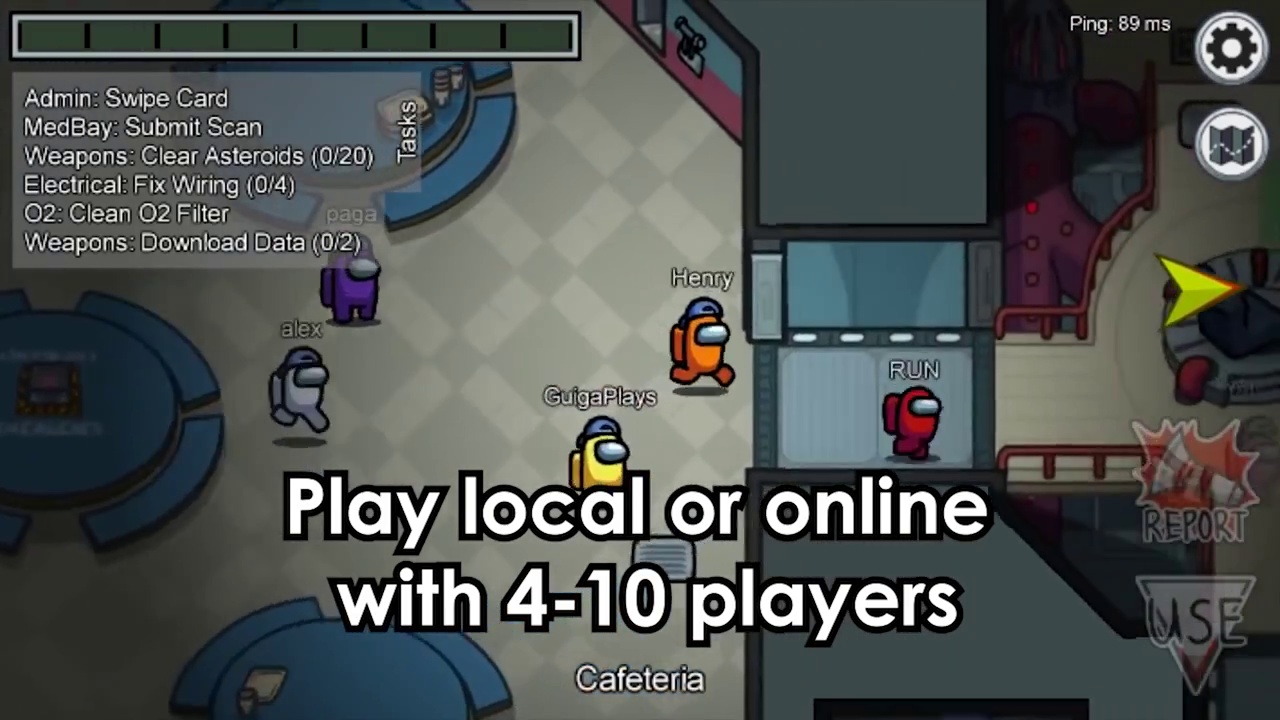 Ping: 89 ms
Admin: Swipe Card
MedBay: Submit Scan
Weapons: Clear Asteroids (0/20)
Electrical: Fix Wiring (0/4)
O2: Clean O2 Filter
Weapons: Download Data (0/2)
Tasks
paga
Henry
alex
RUN
GuigaPlays
REPORT
Play local or online
with 4-10 players
USE
Cafeteria